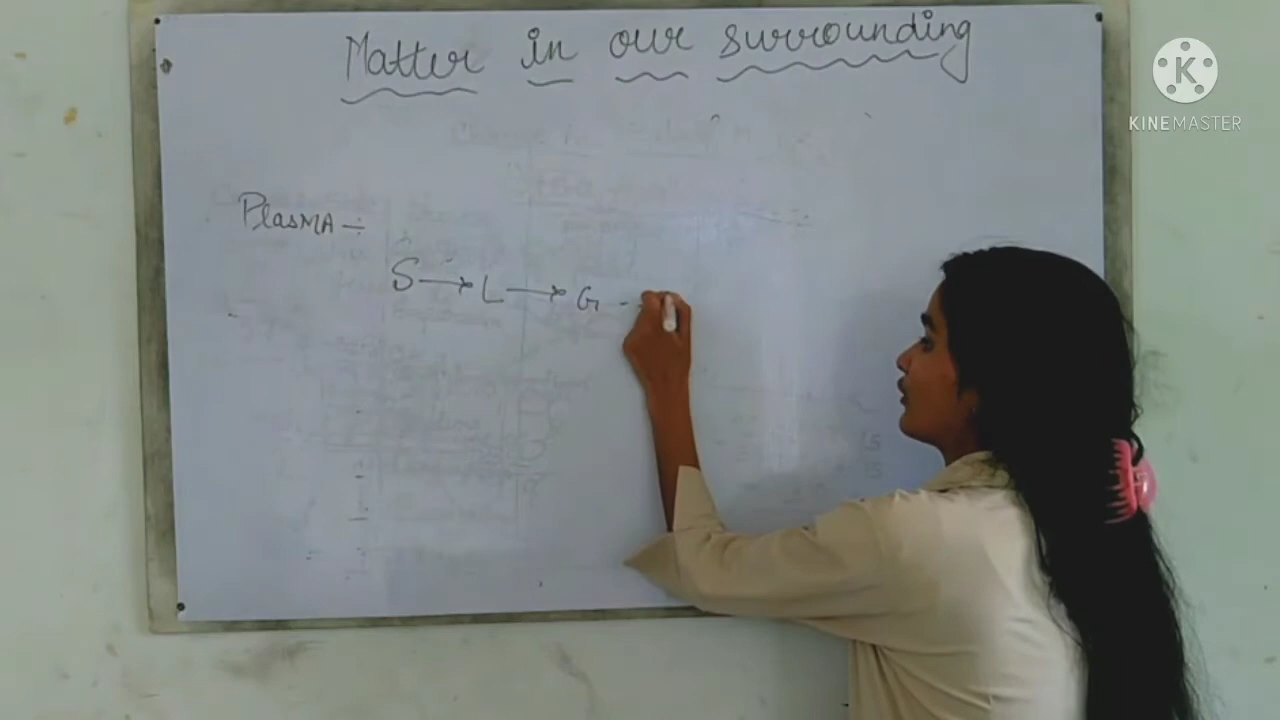 Matter in our surrounding
K
KINEMASTER
PlasMA -
S → L → G -